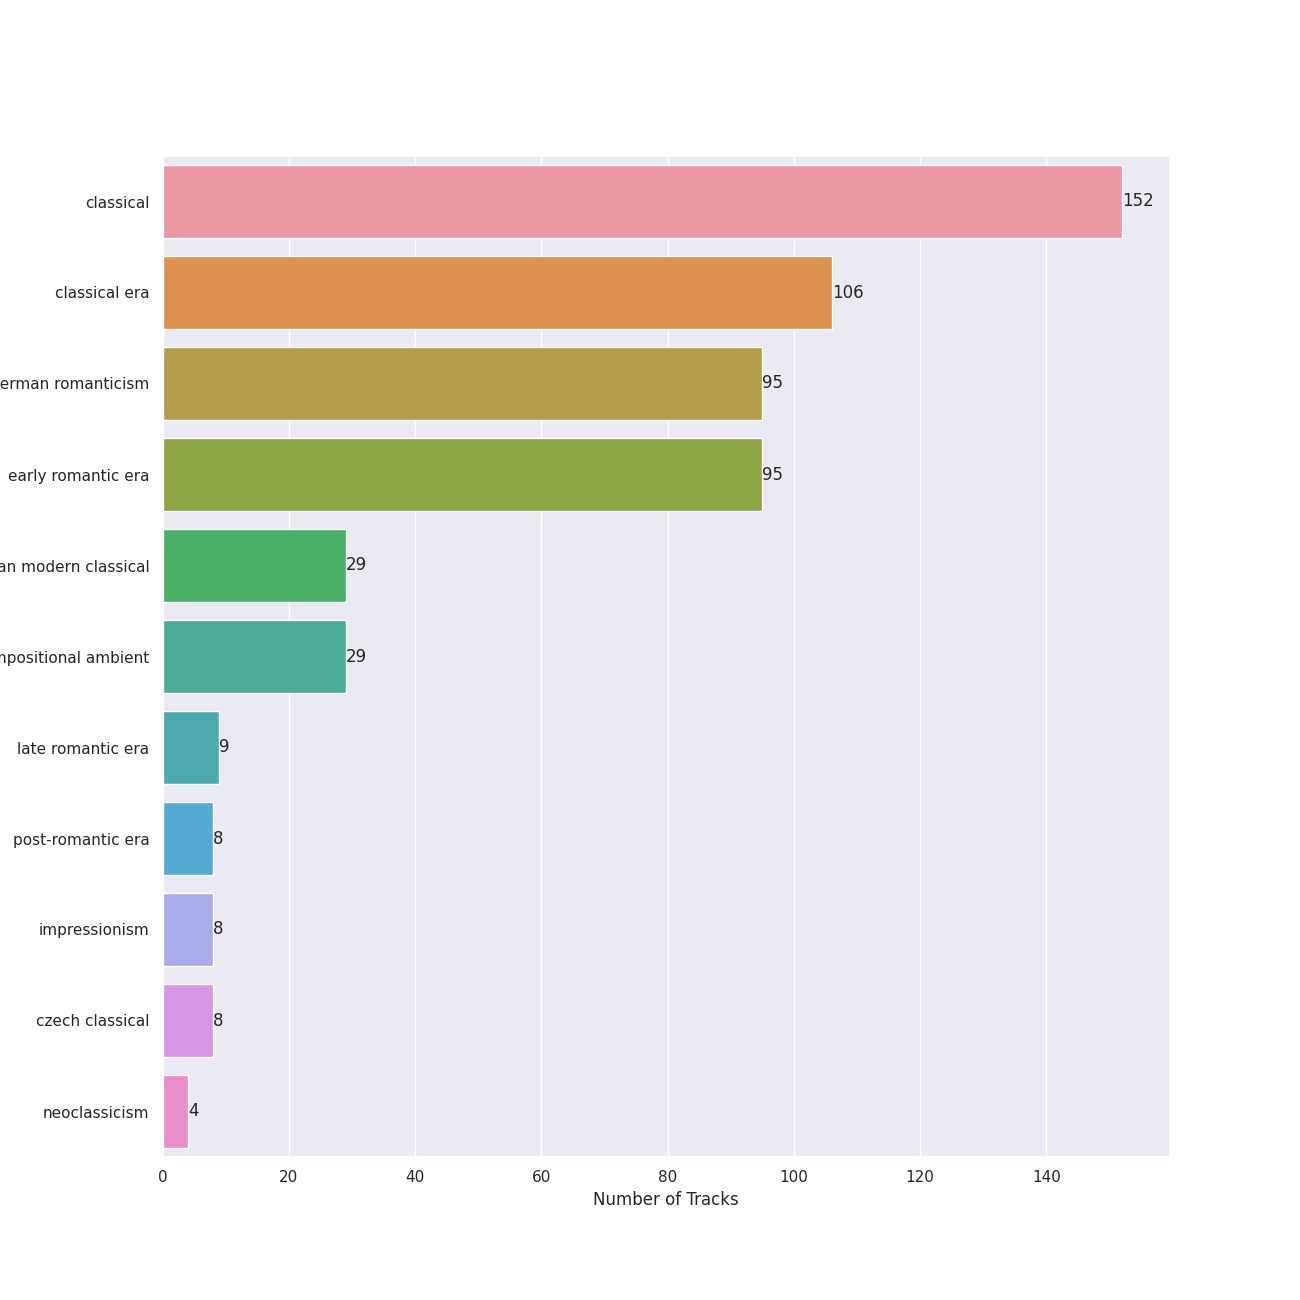 classical
152
classical era
106
erman romanticism
95
early romantic era
95
an modern classical
29
mpositional ambient
29
late romantic era
9
post-romantic era
8
impressionism
8
czech classical
8
neoclassicism
4
0 20 40 60 80 100 120 140
Number of Tracks